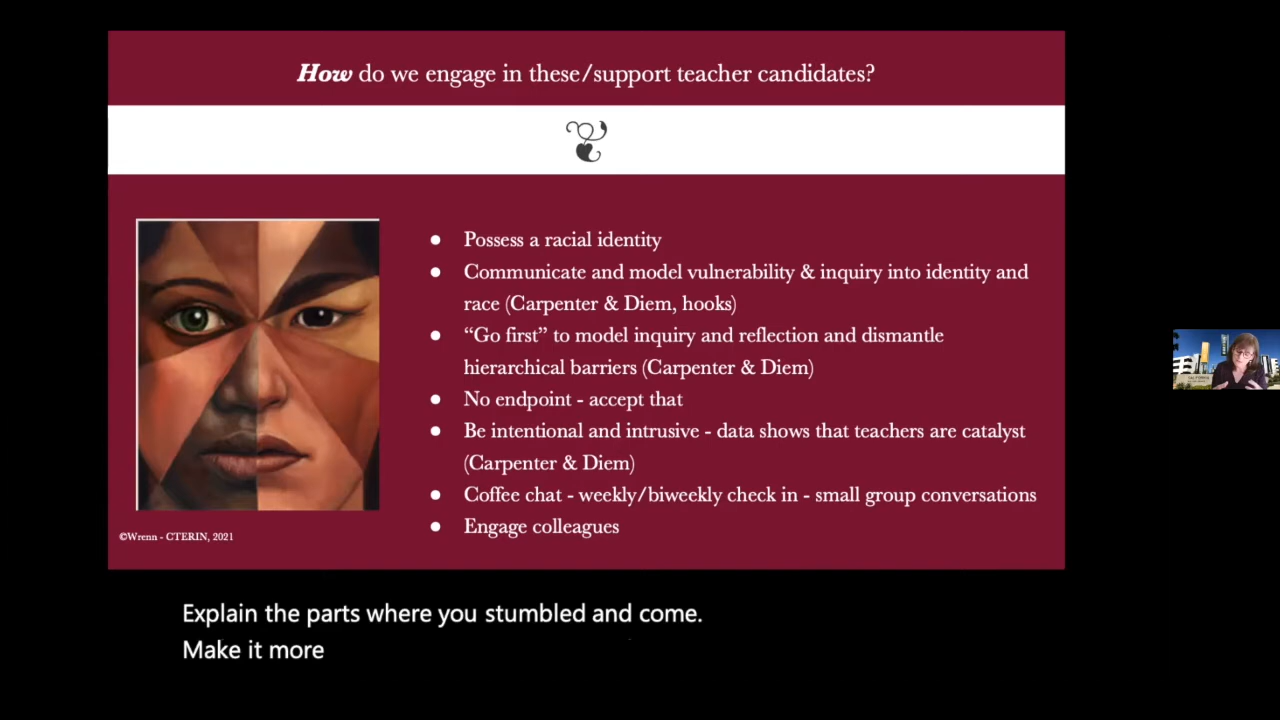 How do we engage in these/support teacher candidates?
● Possess a racial identity
● Communicate and model vulnerability & inquiry into identity and
race (Carpenter & Diem, hooks)
● “Go first” to model inquiry and reflection and dismantle
hierarchical barriers (Carpenter & Diem)
● No endpoint - accept that
● Be intentional and intrusive - data shows that teachers are catalyst
(Carpenter & Diem)
● Coffee chat - weekly/biweekly check in - small group conversations
● Engage colleagues
©Wrenn - CTERIN, 2021
Explain the parts where you stumbled and come.
Make it more